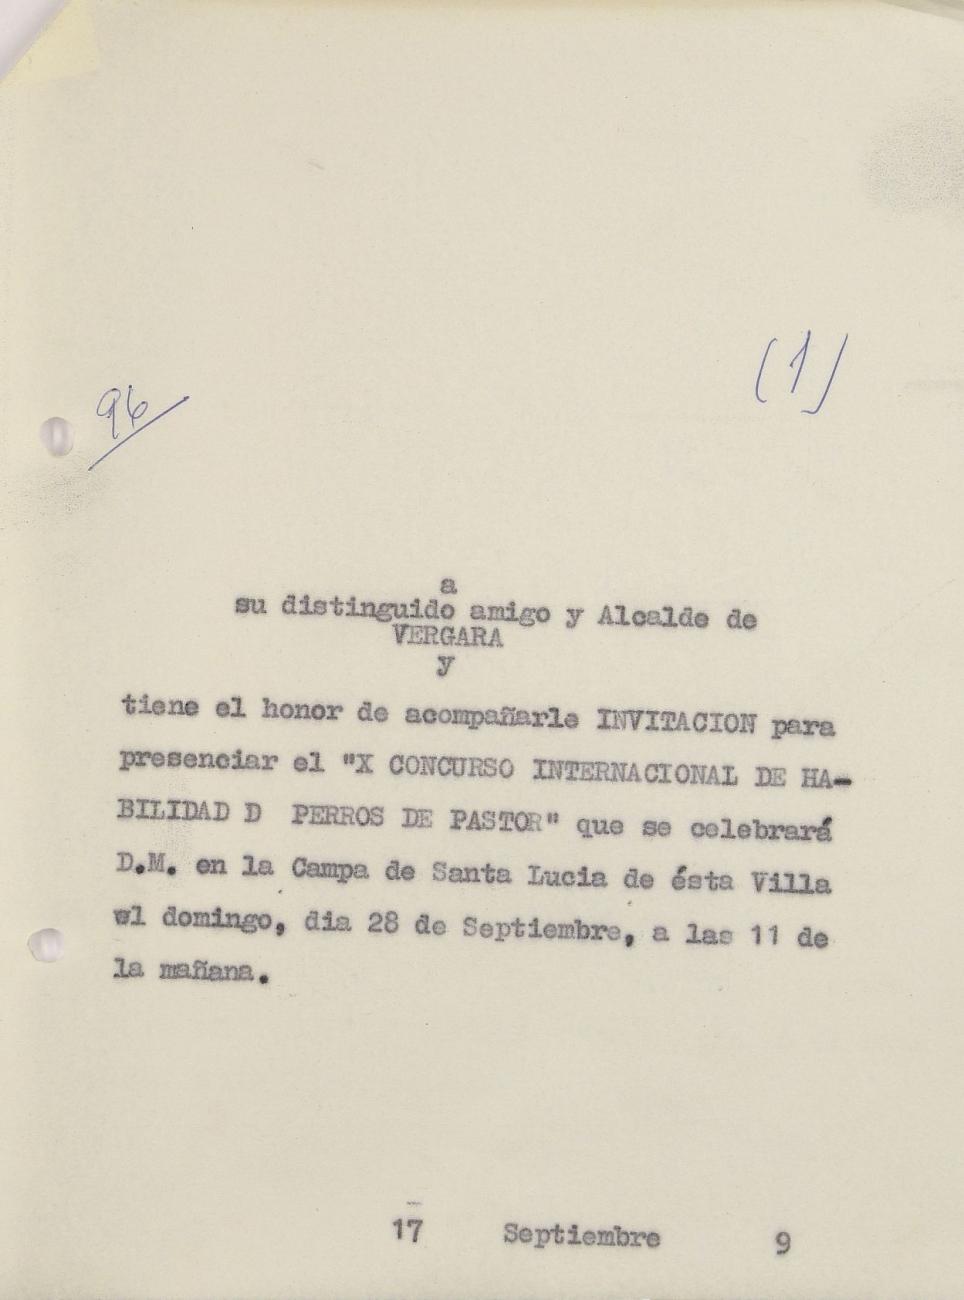 (1)
96
a
su distinguido amigo y Alcalde de
VERGARA
y
tiene el honor de acompañarle INVITACION para
presenciar el "X CONCURSO INTERNACIONAL DE HA-
BILIDAD D PERROS DE PASTOR" que se celebrará
D.M. en la Campa de Santa Lucia de ésta Villa
el domingo, dia 28 de Septiembre, a las 11 de
la mañana.
17 Septiembre 9